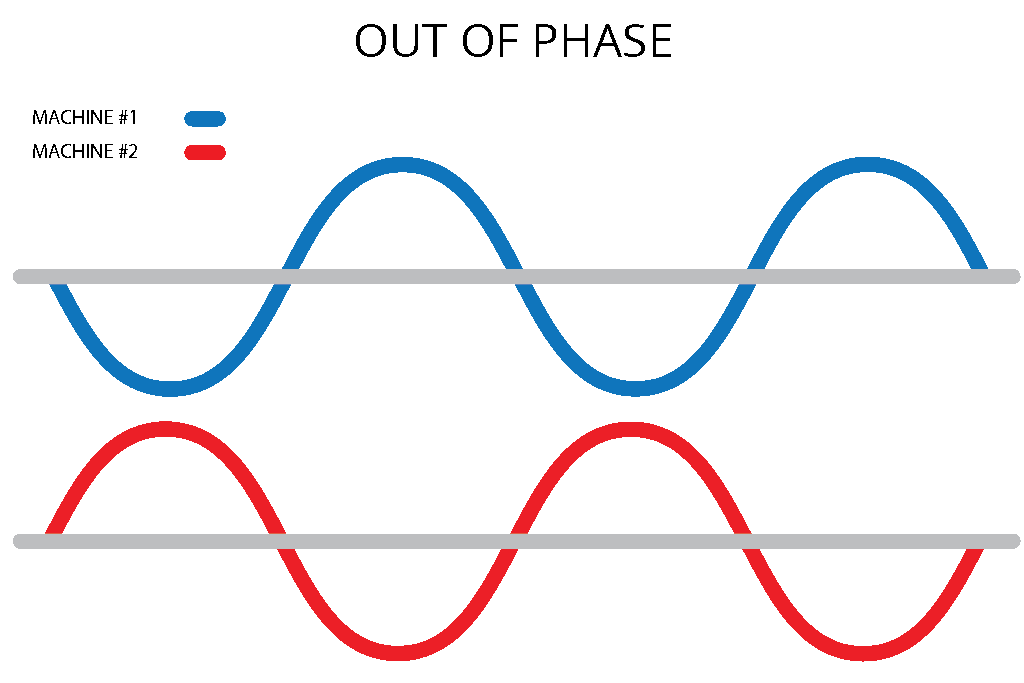 OUT OF PHASE
MACHINE #1
MACHINE #2